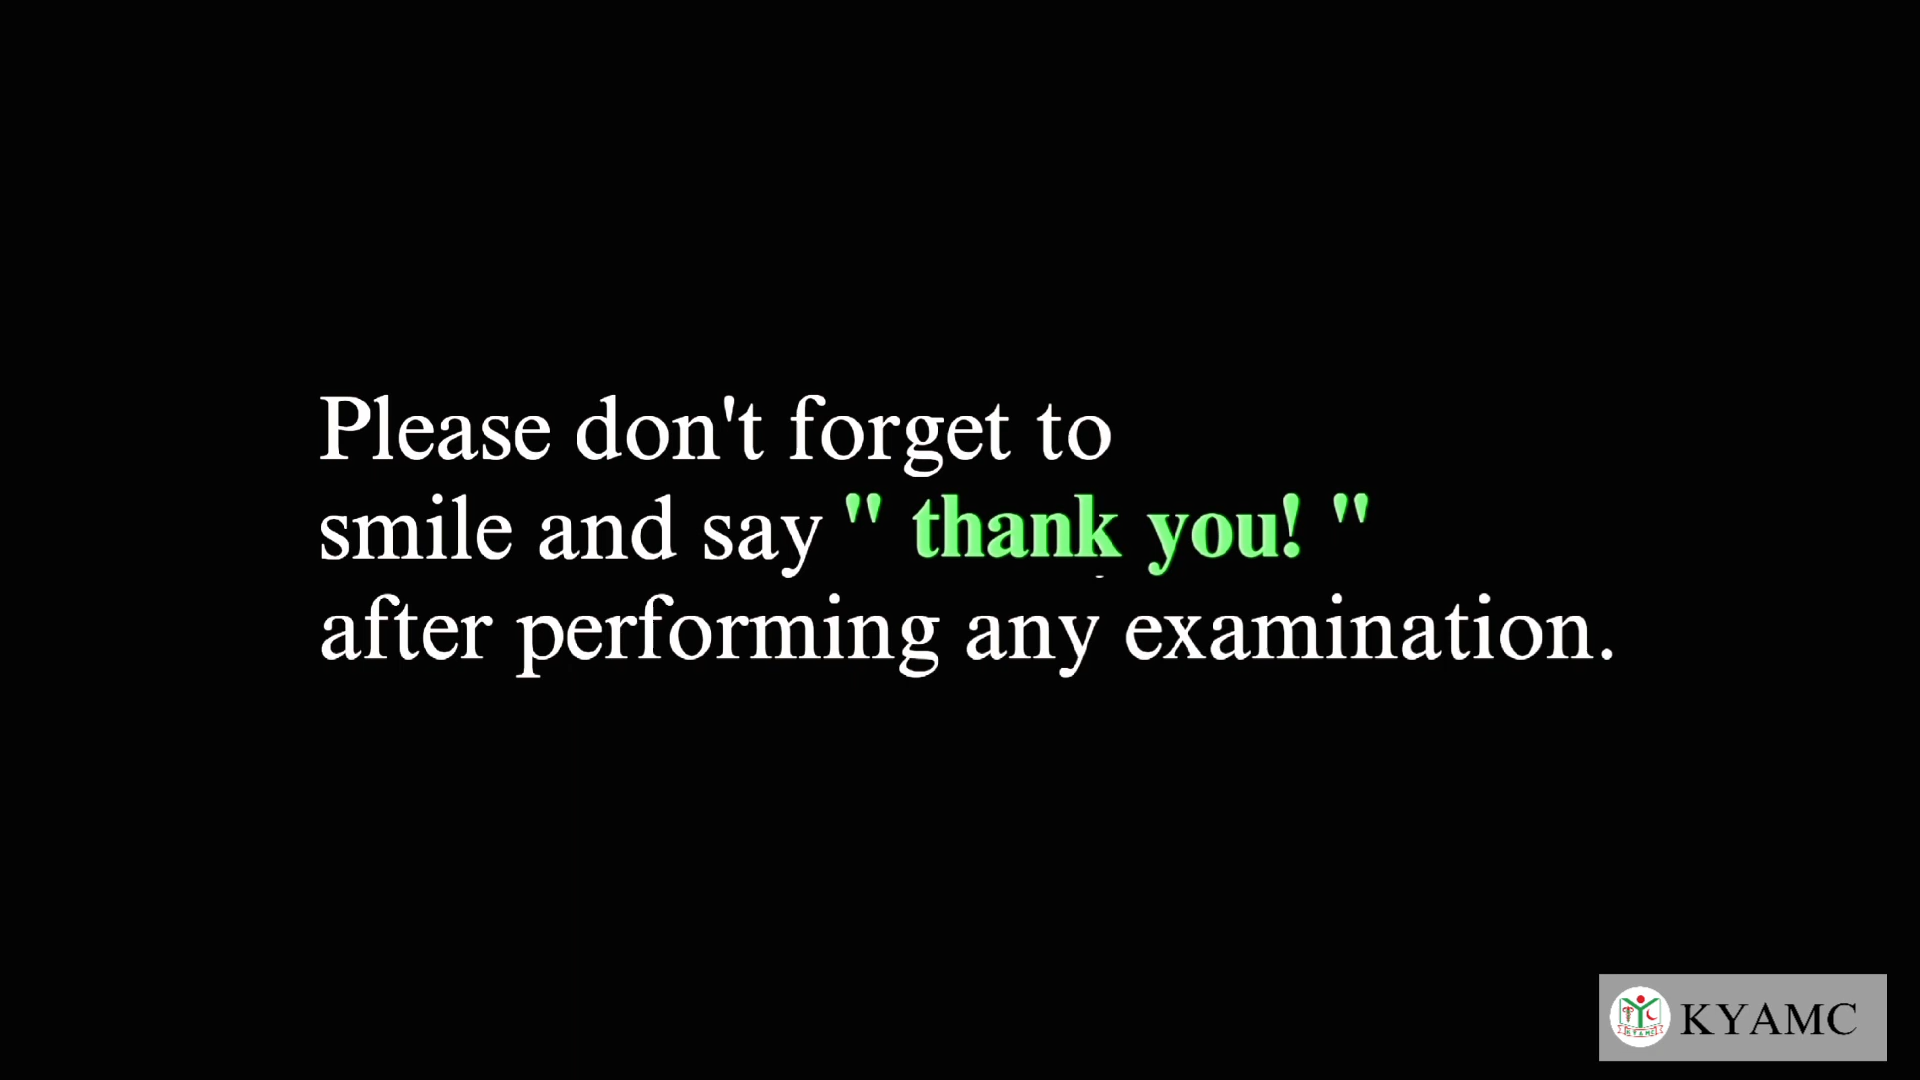 Please don't forget to
smile and say " thank you! "
after performing any examination.
KYAMC